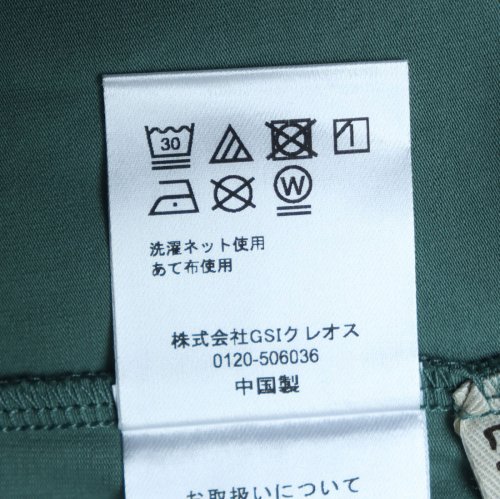 30
W
洗濯ネット使用
あて布使用
株式会社GSIクレオス
0120-506036
中国製
お取扱いについて